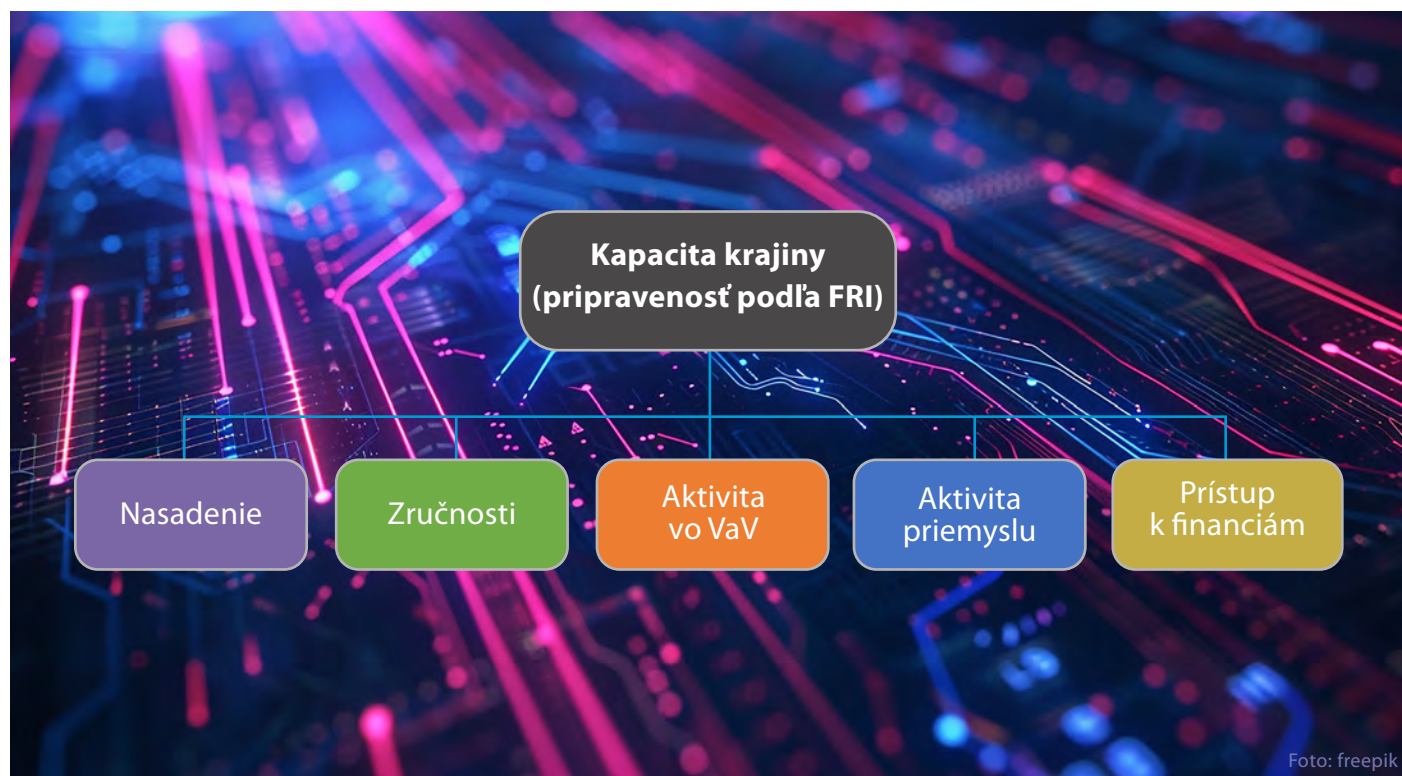 Kapacita krajiny
(pripravenosť podľa FRI)
Nasadenie
Zručnosti
Aktivita
vo VaV
Aktivita
priemyslu
Prístup
k financiám
Foto: freepik